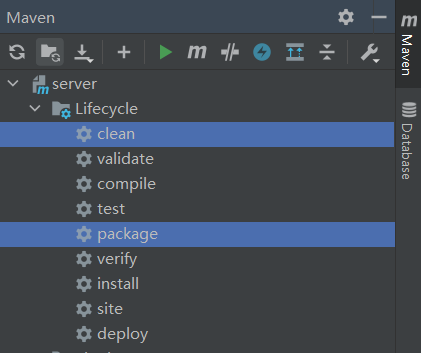 Maven
server
Lifecycle
clean
validate
compile
test
package
verify
install
site
deploy
Maven
Database